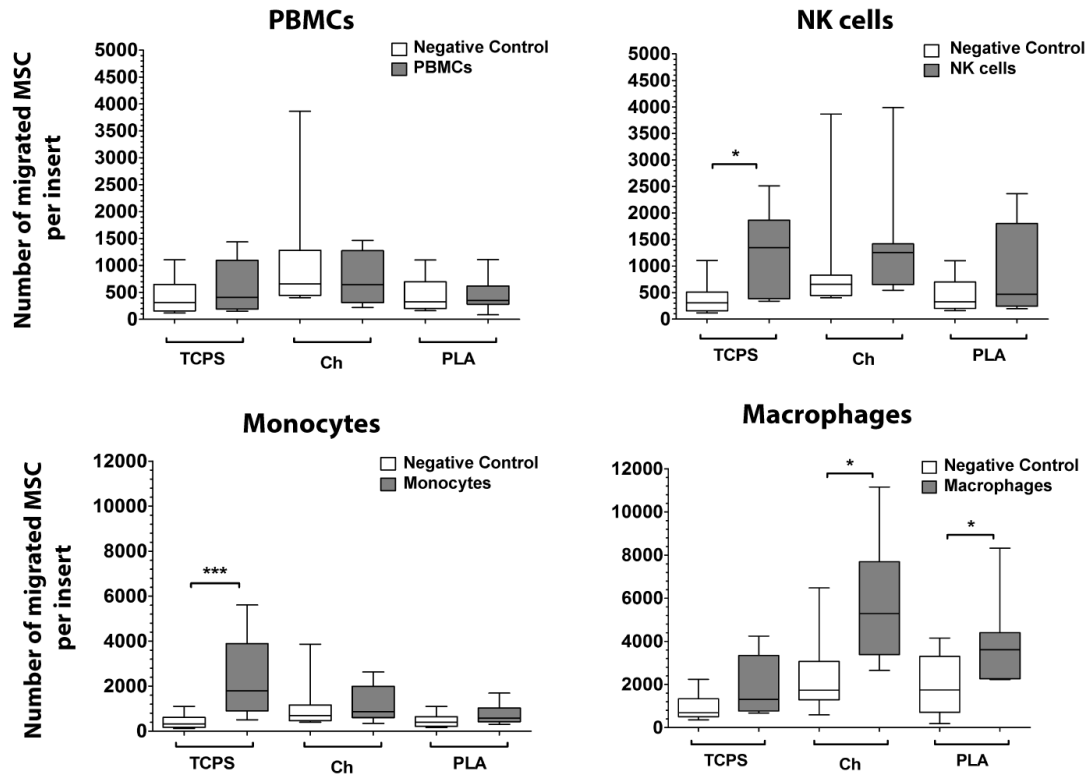 PBMCs
Number of migrated MSC
per insert
Negative Control
PBMCs
5000
4500
4000
3500
3000
2500
2000
1500
1000
500
0
TCPS
Ch
PLA
NK cells
Negative Control
NK cells
5000
4500
4000
3500
3000
2500
2000
1500
1000
500
0
*
TCPS
Ch
PLA
Monocytes
Number of migrated MSC
per insert
Negative Control
Monocytes
12000
10000
8000
6000
4000
2000
0
***
TCPS
Ch
PLA
Macrophages
Negative Control
Macrophages
12000
10000
8000
6000
4000
2000
0
*
*
TCPS
Ch
PLA